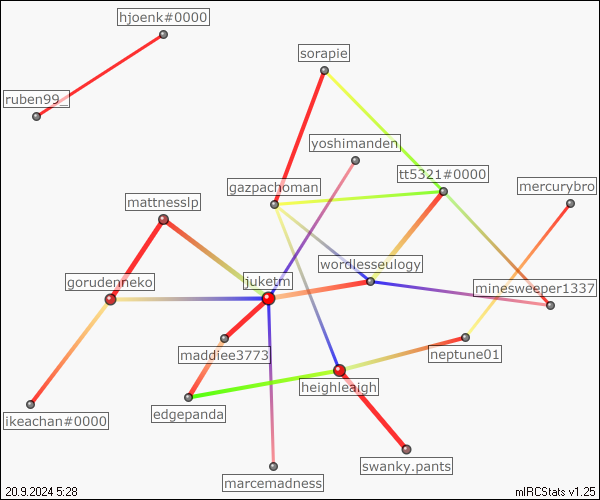 hjoenk#0000
sorapie
ruben99_
yoshimanden
tt5321#0000
gazpachoman
mercurybro
mattnesslp
wordlesseulogy
gorudenneko
juketm
minesweeper1337
maddiee3773
neptune01
heighleaigh
edgepanda
ikeachan#0000
swanky.pants
marcemadness
20.9.2024 5:28
mIRCStats v1.25